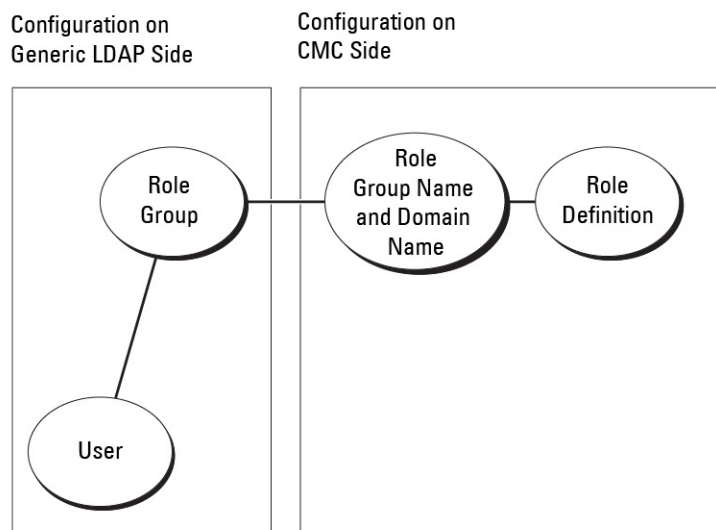 Configuration on
Generic LDAP Side
Configuration on
CMC Side
Role
Group
Role
Group Name
and Domain
Name
Role
Definition
User